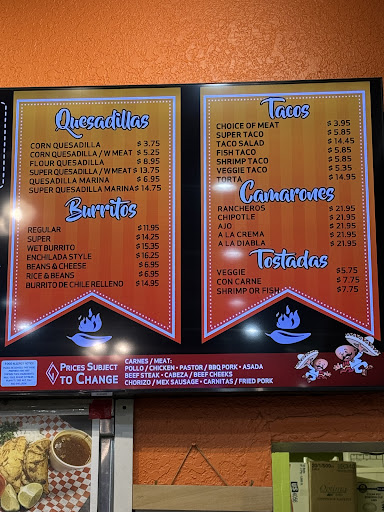 Quesadillas
CORN QUESADILLA $ 3.75
CORN QUESADILLA / W MEAT $ 5.25
FLOUR QUESADILLA $ 8.95
SUPER QUESADILLA / W MEAT $ 13.75
QUESADILLA MARINA $ 6.95
SUPER QUESADILLA MARINA $ 14.75
Burritos
REGULAR $ 11.95
SUPER $ 14.25
WET BURRITO $ 15.35
ENCHILADA STYLE $ 16.25
BEANS & CHEESE $ 6.95
RICE & BEANS $ 6.95
BURRITO DE CHILE RELLENO $ 14.95
Tacos
CHOICE OF MEAT $ 3.95
SUPER TACO $ 5.85
TACO SALAD $ 14.45
FISH TACO $ 5.85
SHRIMP TACO $ 5.85
VEGGIE TACO $ 5.35
TORTA $ 14.95
Camarones
RANCHEROS $ 21.95
CHIPOTLE $ 21.95
AJO $ 21.95
A LA CREMA $ 21.95
A LA DIABLA $ 21.95
Tostadas
VEGGIE $5.75
CON CARNE $ 7.75
SHRIMP OR FISH $7.75
PRICES SUBJECT
TO CHANGE
CARNES / MEAT:
POLLO / CHICKEN • PASTOR / BBQ PORK • ASADA
BEEF STEAK • CABEZA / BEEF CHEEKS
CHORIZO / MEX SAUSAGE • CARNITAS / FRIED PORK